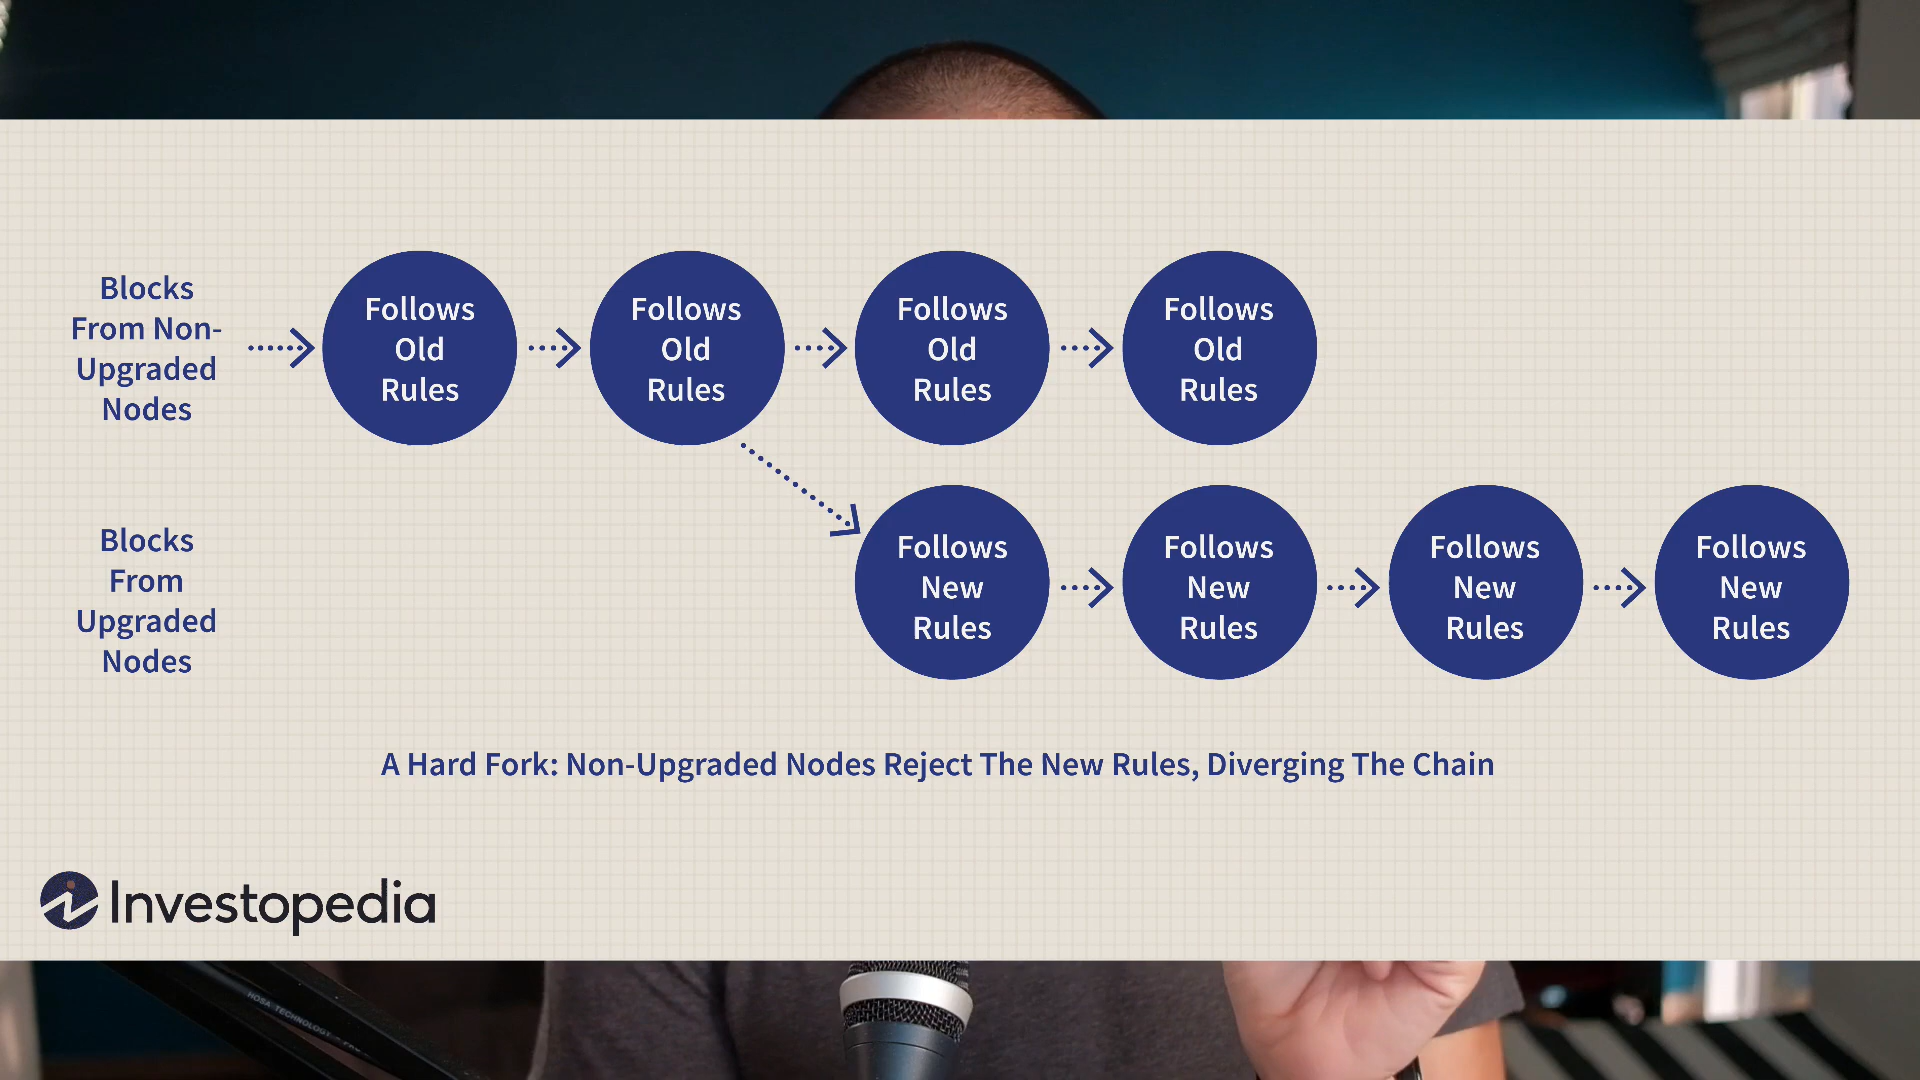 Blocks
From Non-
Upgraded
Nodes
Follows
Old
Rules
Follows
Old
Rules
Follows
Old
Rules
Follows
Old
Rules
Blocks
From
Upgraded
Nodes
Follows
New
Rules
Follows
New
Rules
Follows
New
Rules
Follows
New
Rules
A Hard Fork: Non-Upgraded Nodes Reject The New Rules, Diverging The Chain
Investopedia
HOSA TECHNOLOGY